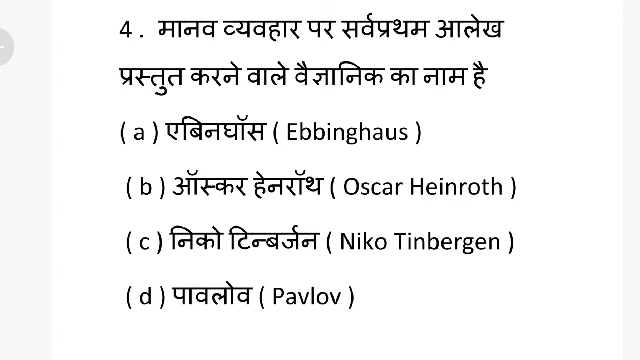 4 . मानव व्यवहार पर सर्वप्रथम आलेख
प्रस्तुत करने वाले वैज्ञानिक का नाम है
( a ) एबिनघॉस ( Ebbinghaus )
( b ) ऑस्कर हेनरॉथ ( Oscar Heinroth )
( c ) निको टिन्बर्जन ( Niko Tinbergen )
( d ) पावलोव ( Pavlov )